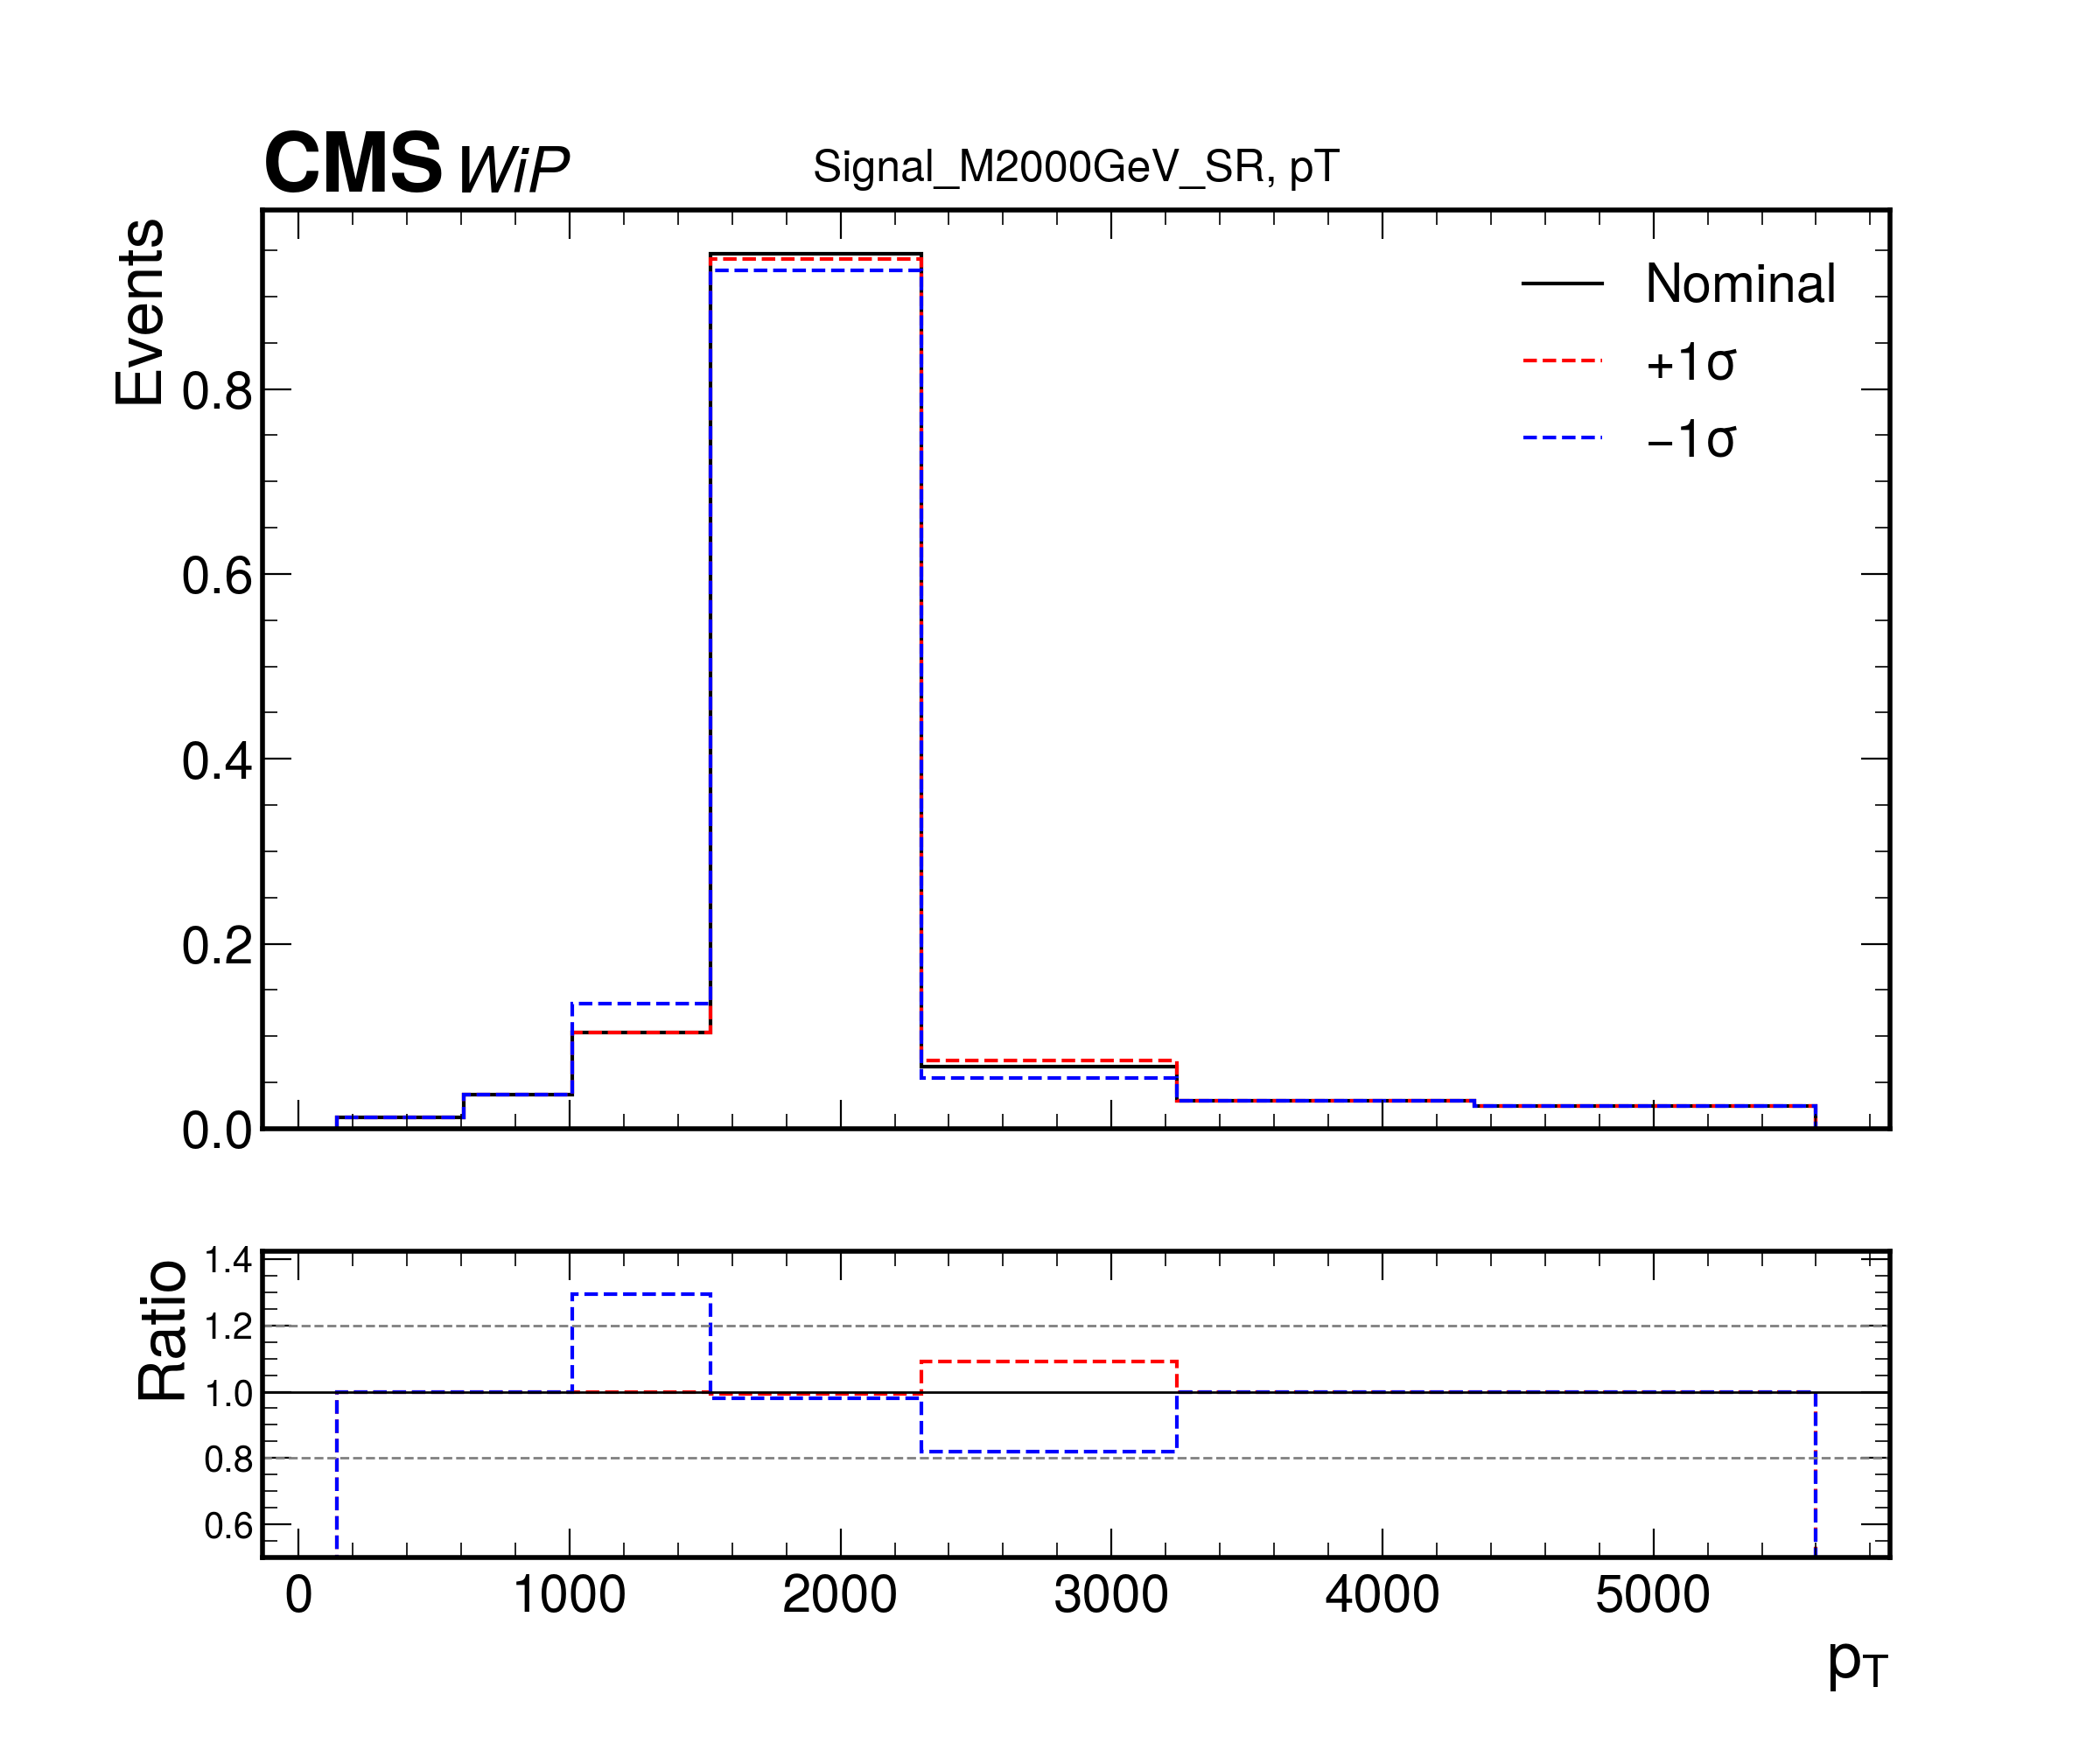 CMS WiP
Signal_M2000GeV_SR, pT
Events
0.8
0.6
0.4
0.2
0.0
Nominal
+1σ
−1σ
Ratio
1.4
1.2
1.0
0.8
0.6
0 1000 2000 3000 4000 5000
pT